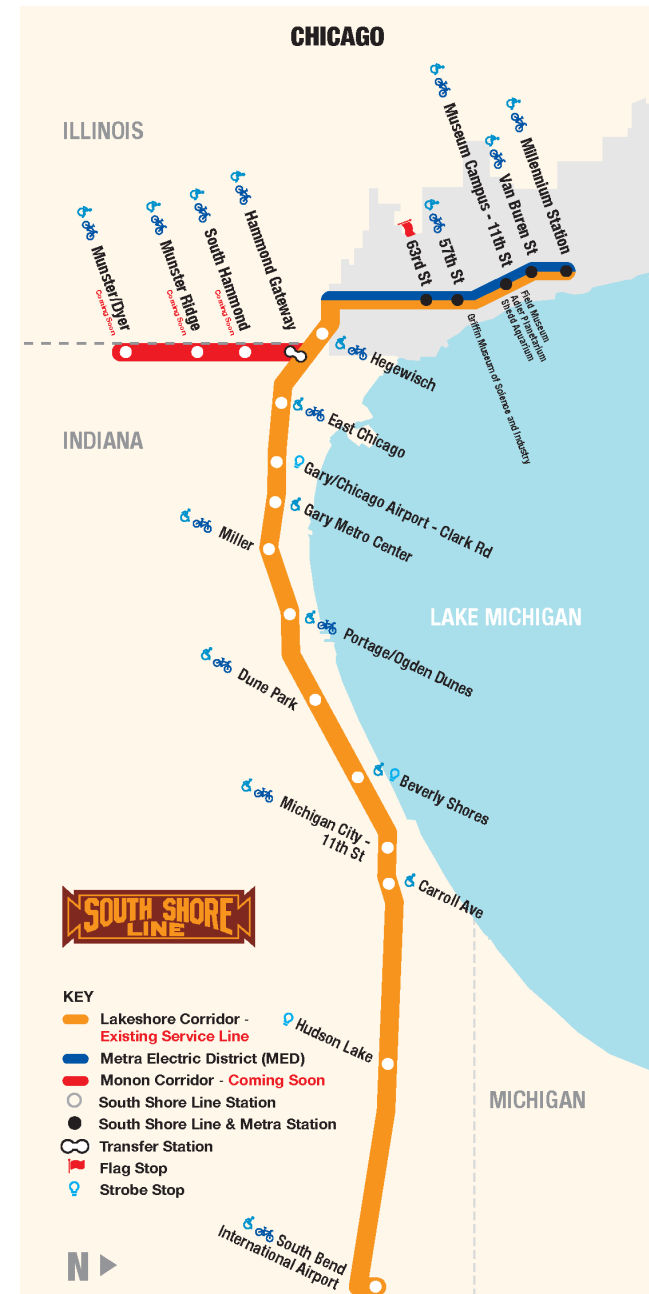 CHICAGO
ILLINOIS
Museum Campus - 11th St
Van Buren St
Millennium Station
Hammond Gateway
South Hammond
Coming Soon
Munster Ridge
Coming Soon
Munster/Dyer
Coming Soon
63rd St
57th St
Field Museum
Adler Planetarium
Shedd Aquarium
Griffin Museum of Science and Industry
Hegewisch
INDIANA
East Chicago
Gary/Chicago Airport - Clark Rd
Gary Metro Center
Miller
LAKE MICHIGAN
Portage/Ogden Dunes
Dune Park
Beverly Shores
Michigan City -
11th St
Carroll Ave
SOUTH SHORE
LINE
KEY
Lakeshore Corridor -
Existing Service Line
Metra Electric District (MED)
Monon Corridor - Coming Soon
South Shore Line Station
South Shore Line & Metra Station
Transfer Station
Flag Stop
Strobe Stop
Hudson Lake
MICHIGAN
South Bend
International Airport
N